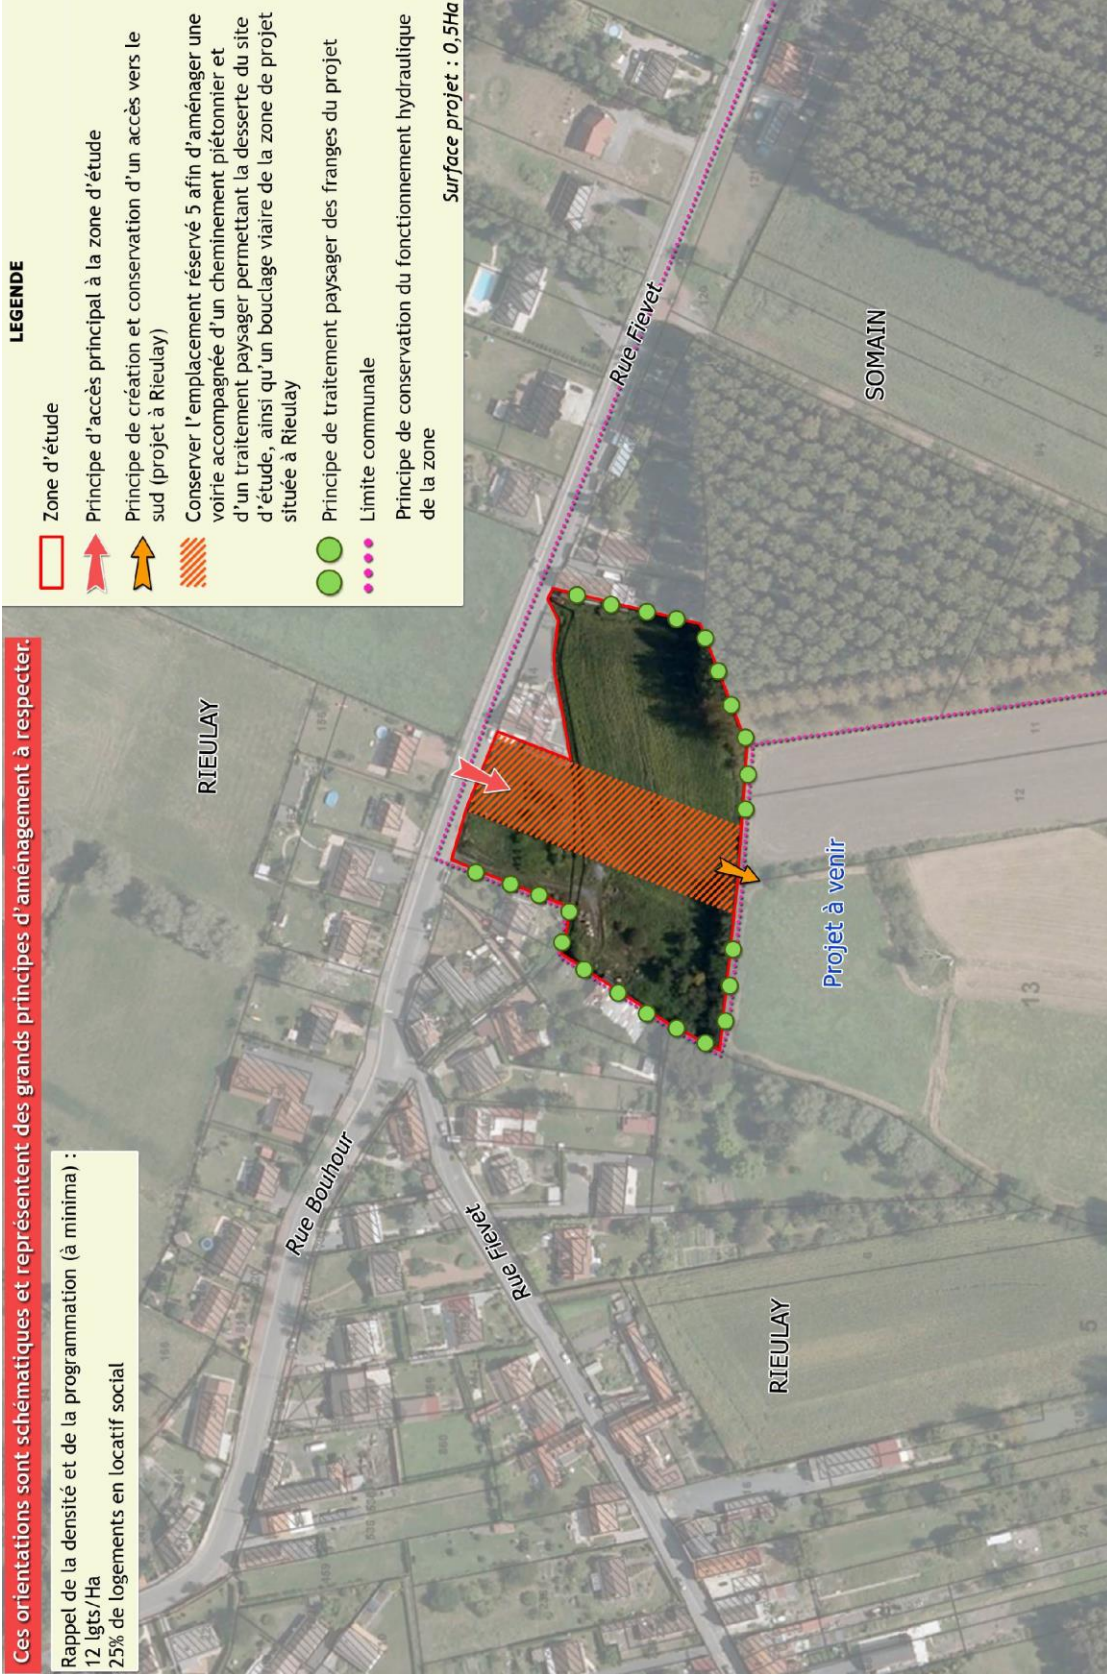 Ces orientations sont schématiques et représentent des grands principes d'aménagement à respecter.
Rappel de la densité et de la programmation (à minima) :
12 lgts/Ha
25% de logements en locatif social
LEGENDE
Zone d'étude
Principe d'accès principal à la zone d'étude
Principe de création et conservation d'un accès vers le
sud (projet à Rieulay)
Conserver l'emplacement réservé 5 afin d'aménager une
voirie accompagnée d'un cheminement piétonnier et
d'un traitement paysager permettant la desserte du site
d'étude, ainsi qu'un bouclage viaire de la zone de projet
située à Rieulay
Principe de traitement paysager des franges du projet
Limite communale
Principe de conservation du fonctionnement hydraulique
de la zone
Surface projet : 0,5Ha
RIEULAY
Rue Bouhour
Rue Fievet
Rue Fievet
SOMAIN
Projet à venir
RIEULAY
13
12
11
5